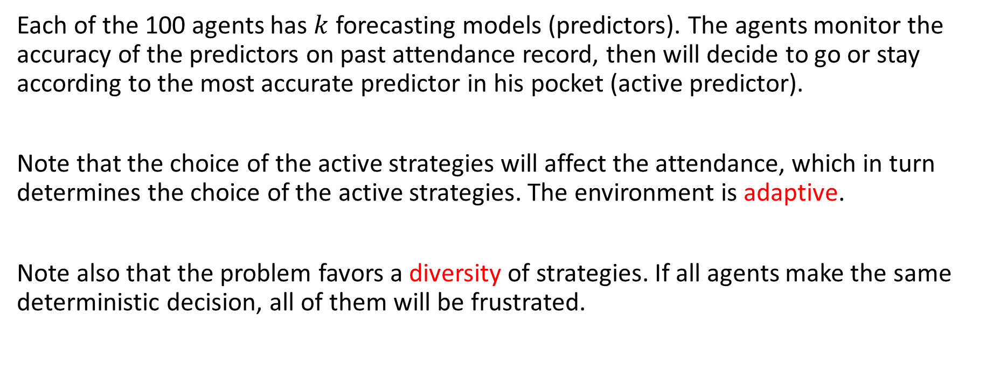 Each of the 100 agents has k forecasting models (predictors). The agents monitor the
accuracy of the predictors on past attendance record, then will decide to go or stay
according to the most accurate predictor in his pocket (active predictor).
Note that the choice of the active strategies will affect the attendance, which in turn
determines the choice of the active strategies. The environment is adaptive.
Note also that the problem favors a diversity of strategies. If all agents make the same
deterministic decision, all of them will be frustrated.